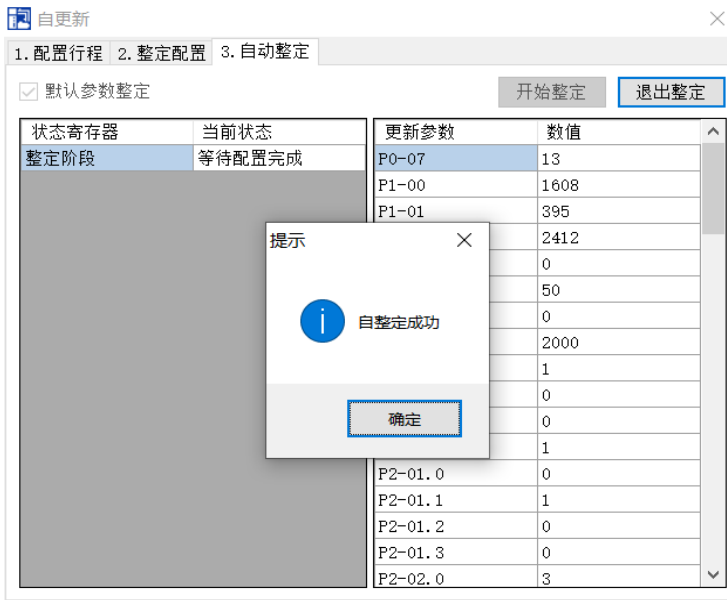 自更新
1.配置行程 2.整定配置 3.自动整定
默认参数整定 开始整定 退出整定
状态寄存器 当前状态
整定阶段 等待配置完成
更新参数 数值
P0-07 13
P1-00 1608
P1-01 395
2412
0
50
0
2000
1
0
0
1
P2-01.0 0
P2-01.1 1
P2-01.2 0
P2-01.3 0
P2-02.0 3
提示
自整定成功
确定